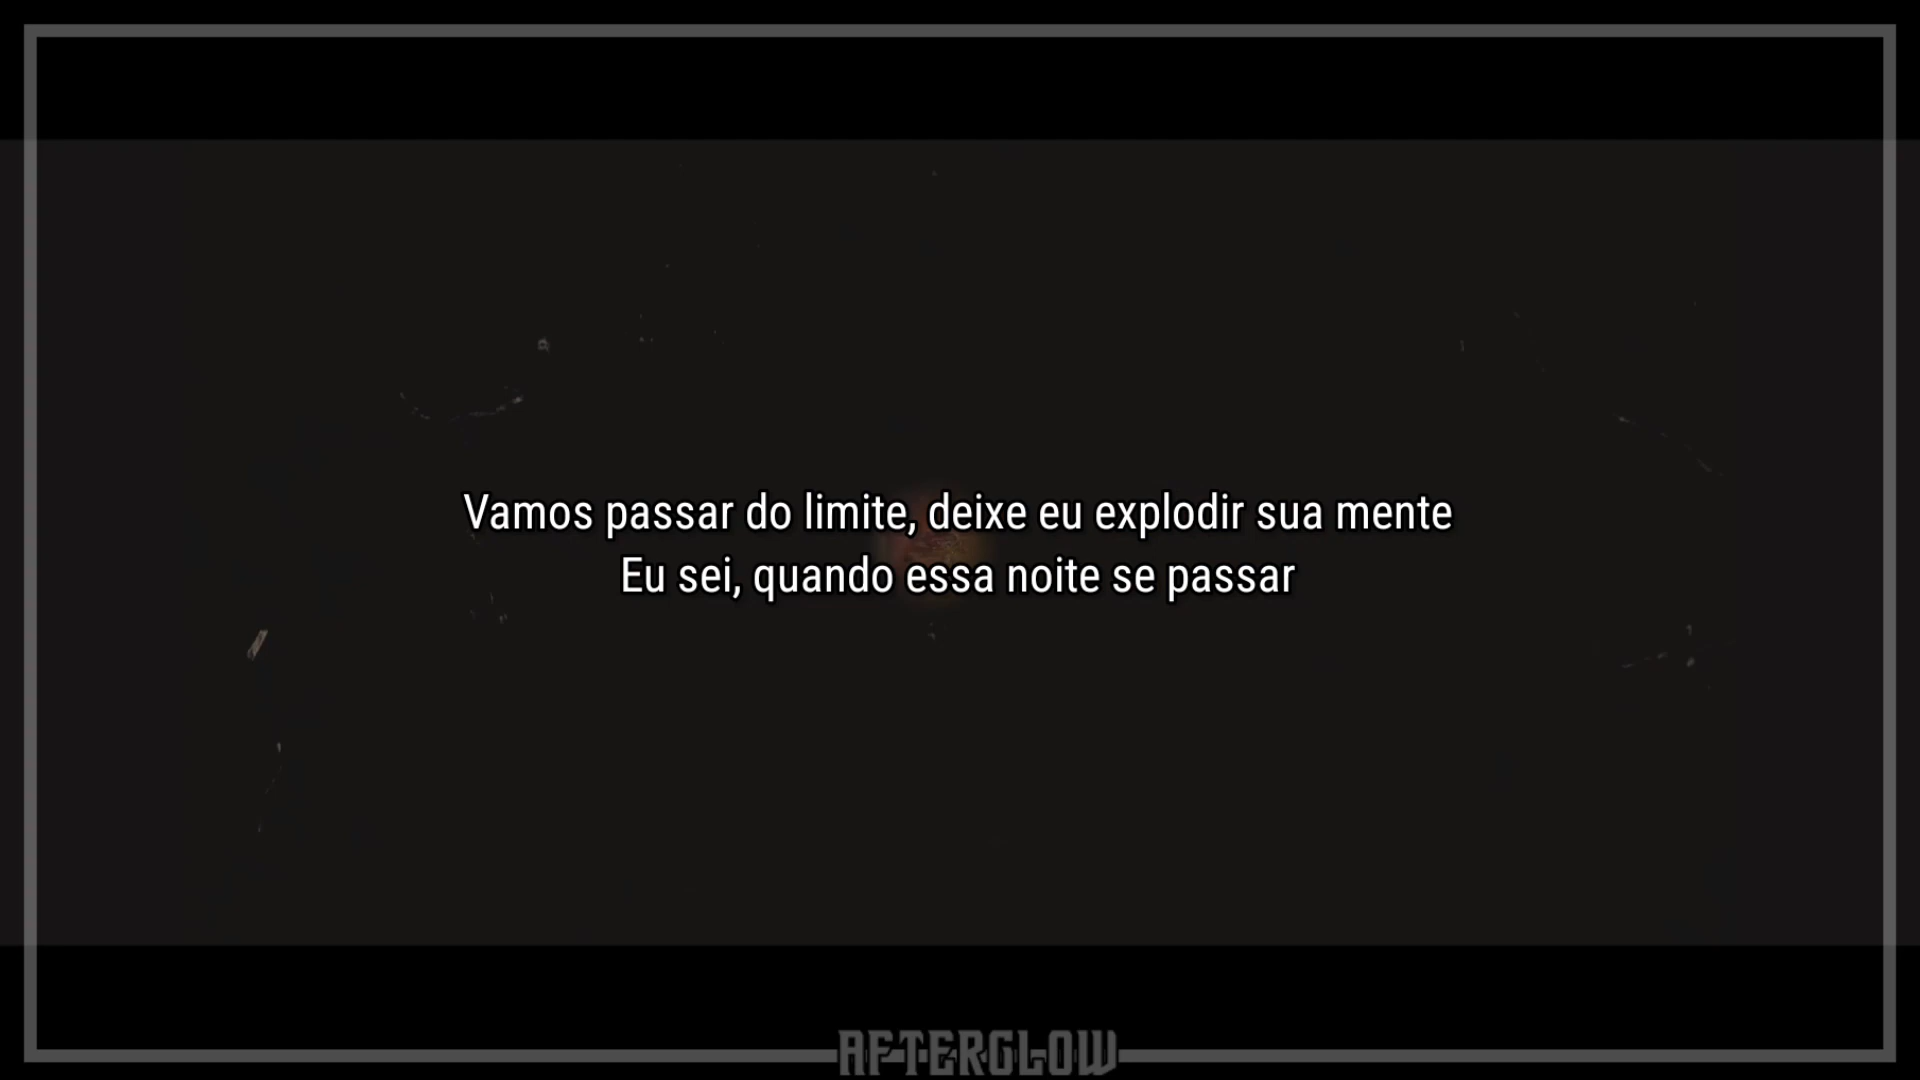 Vamos passar do limite, deixe eu explodir sua mente
Eu sei, quando essa noite se passar
AFTERGLOW